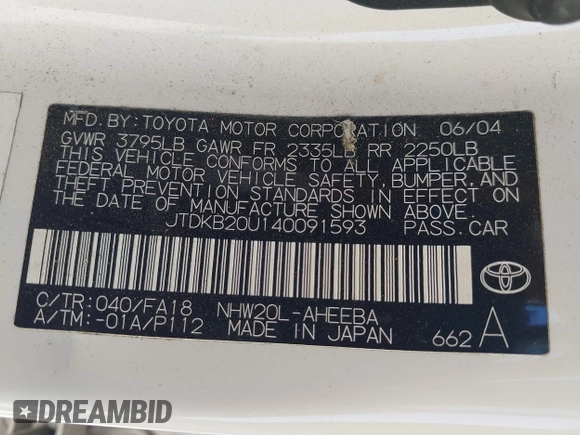 MFD. BY: TOYOTA MOTOR CORPORATION 06/04
GVWR 3795LB GAWR FR 2335LB RR 2250LB
THIS VEHICLE CONFORMS TO ALL APPLICABLE
FEDERAL MOTOR VEHICLE SAFETY, BUMPER, AND
THEFT PREVENTION STANDARDS IN EFFECT ON
THE DATE OF MANUFACTURE SHOWN ABOVE.
JTDKB20U140091593 PASS. CAR
C/TR: 040/FA18 NHW20L-AHEEBA
A/TM: -01A/P112 MADE IN JAPAN 662 A
DREAMBID